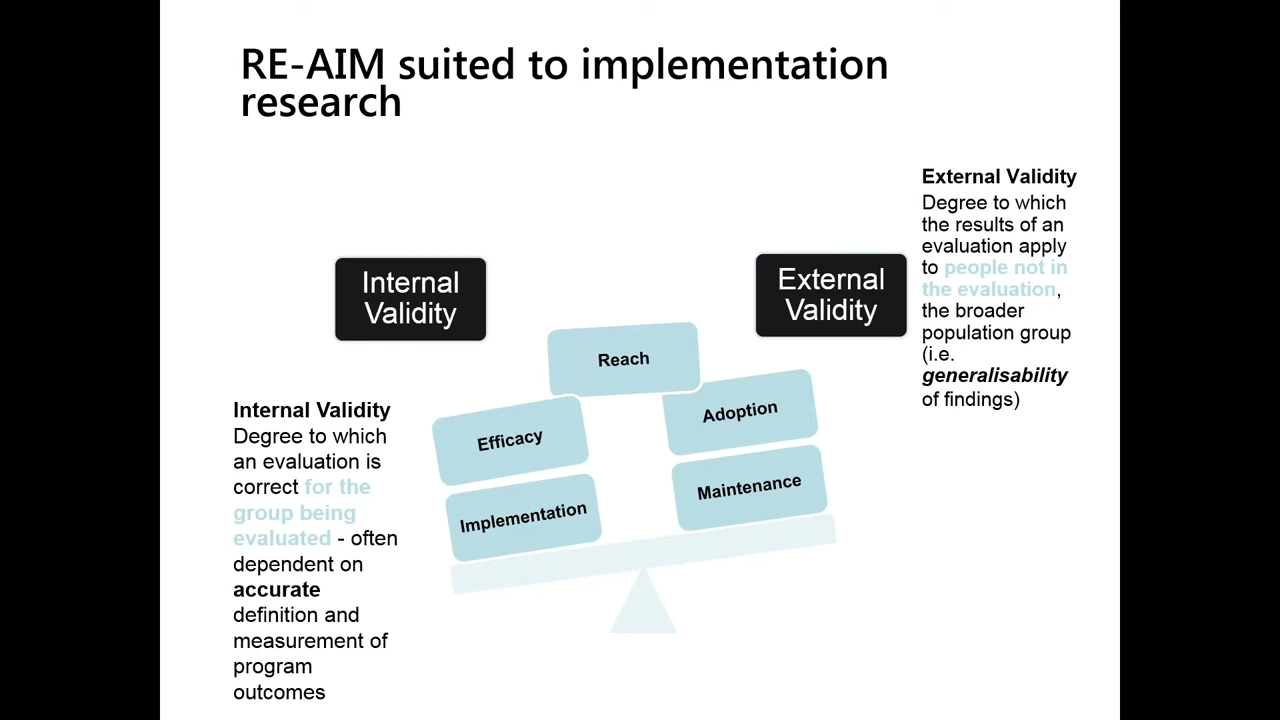 RE-AIM suited to implementation
research
External Validity
Degree to which
the results of an
evaluation apply
to people not in
the evaluation,
the broader
population group
(i.e.
generalisability
of findings)
Internal
Validity
External
Validity
Reach
Efficacy
Adoption
Implementation
Maintenance
Internal Validity
Degree to which
an evaluation is
correct for the
group being
evaluated - often
dependent on
accurate
definition and
measurement of
program
outcomes